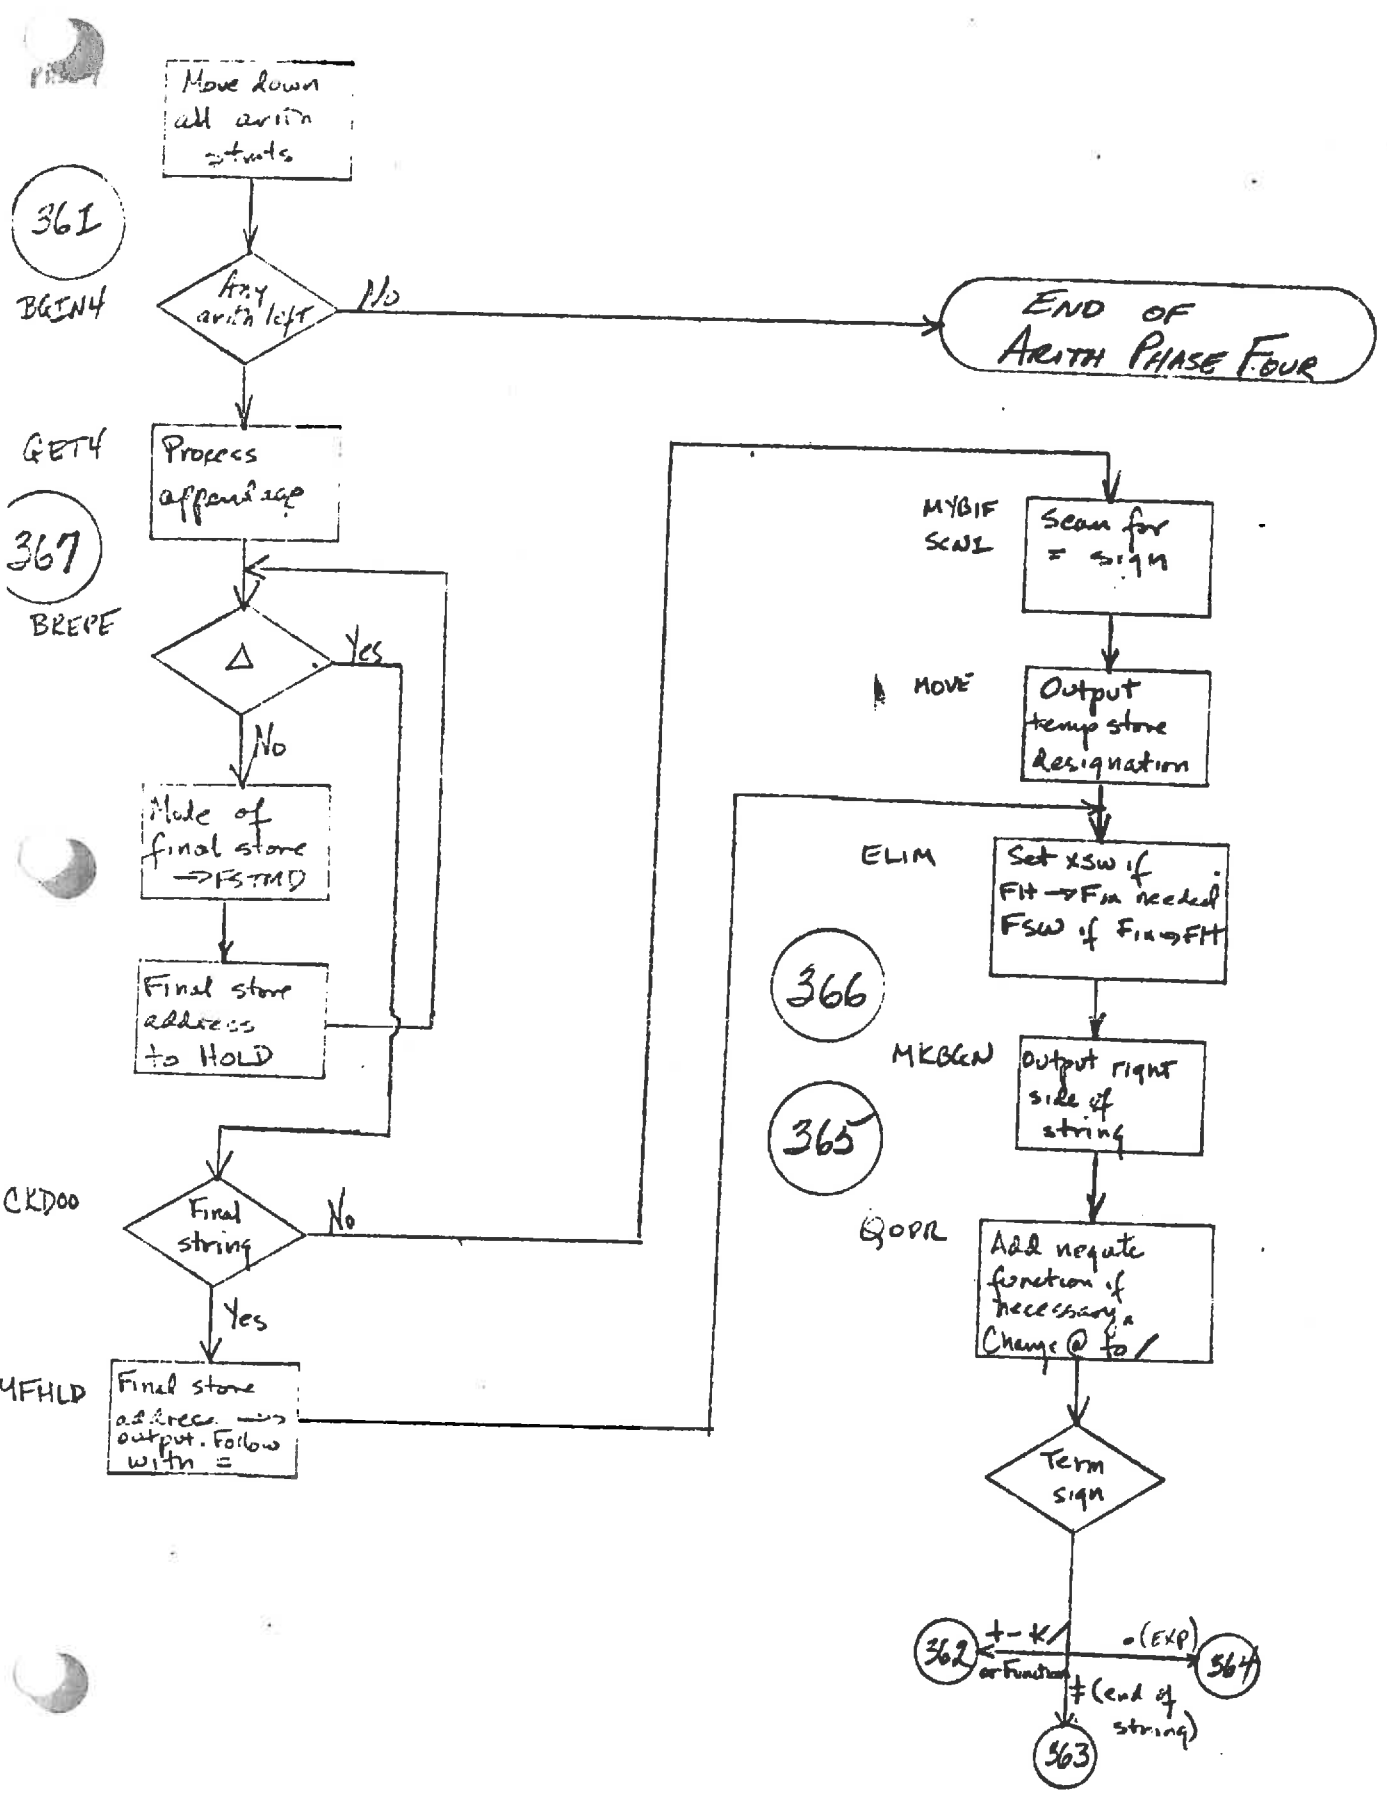 Move down
all arith
stmts
361
BGIN4
Any
arith left
No
END OF
ARITH PHASE FOUR
GET4
Process
appendage
367
BREPE
Δ
Yes
No
Mode of
final store
→FSTMD
Final store
address
to HOLD
CKD00
Final
string
No
Yes
MFHLD
Final store
address →
output. Follow
with =
MYBIF
SCN1
Scan for
= sign
MOVE
Output
temp store
designation
ELIM
Set XSW if
Flt→Fix needed
FSW if Fix→Flt
366
MKBGN
Output right
side of
string
365
QOPR
Add negate
function if
necessary.
Change @ to /
Term
sign
+ - * /
or Function
362
. (EXP)
364
‡ (end of
string)
363